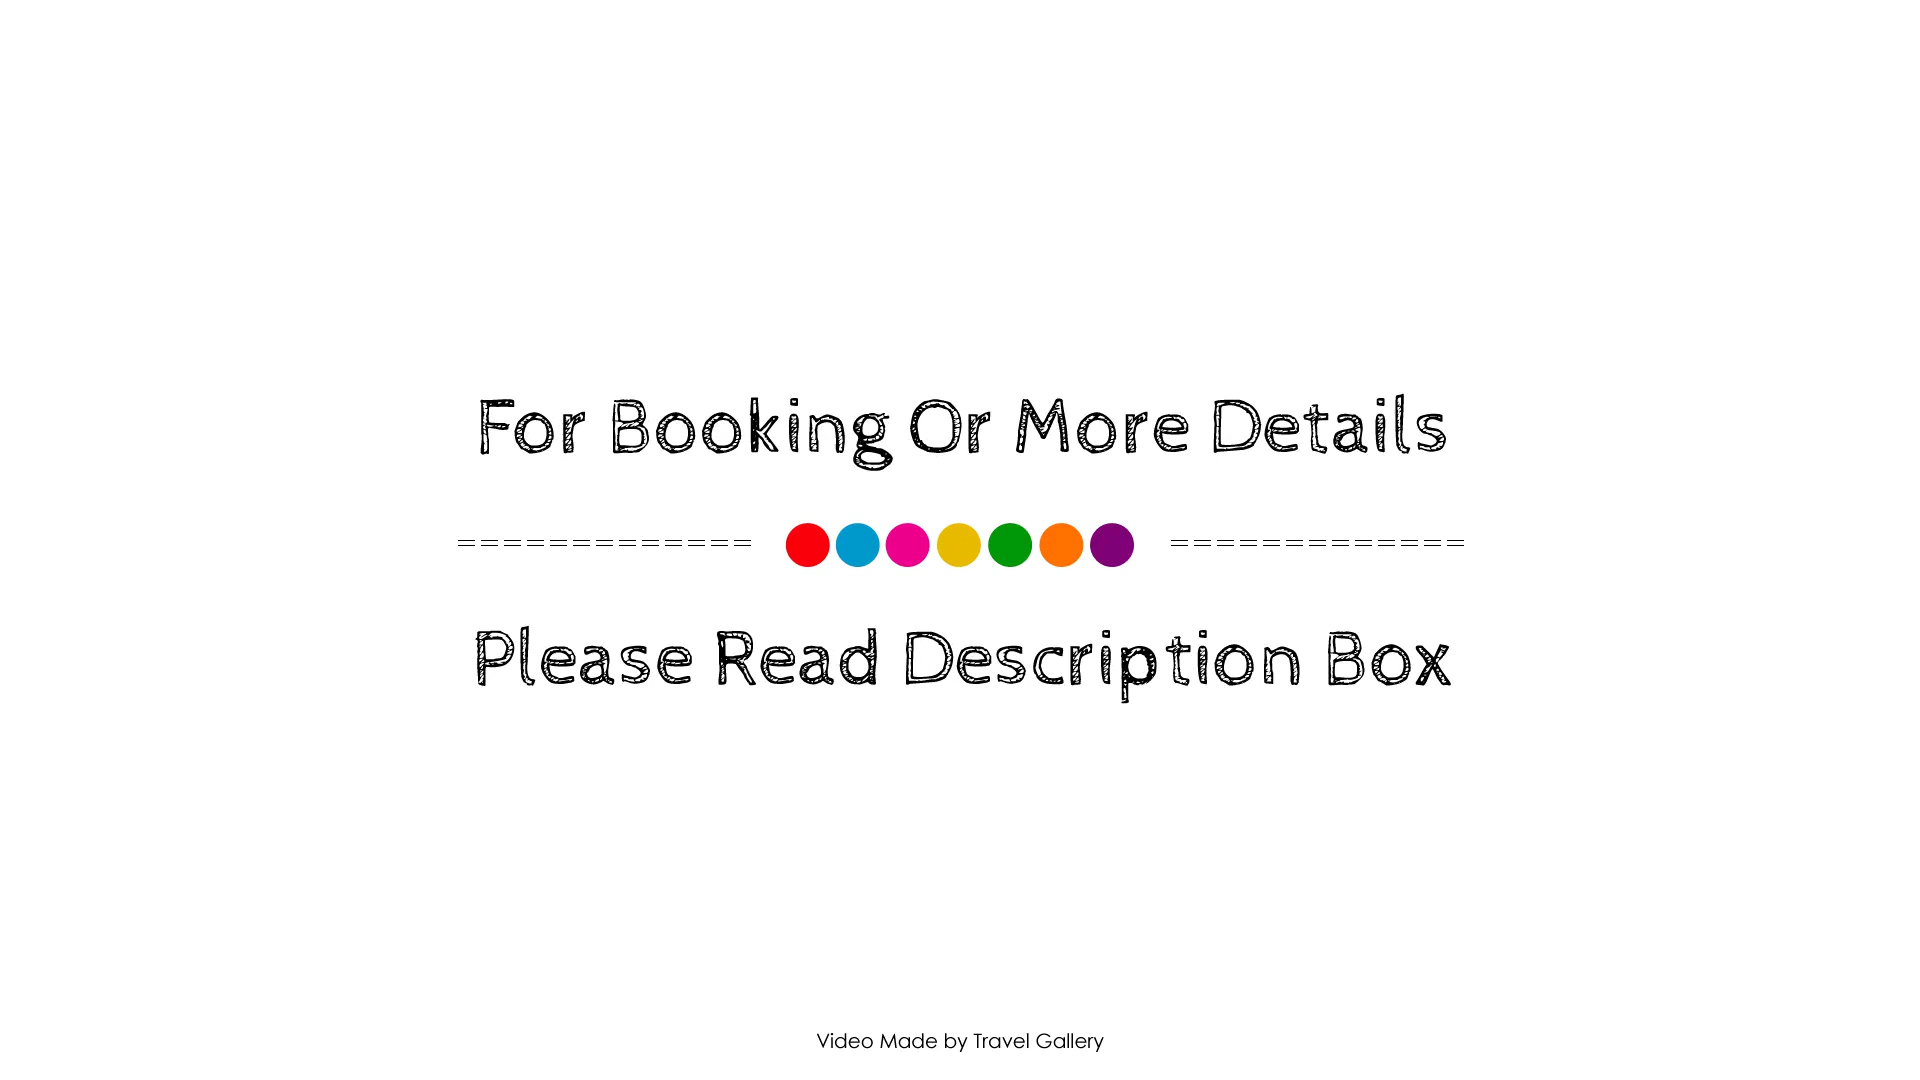 For Booking Or More Details
============= =============
Please Read Description Box
Video Made by Travel Gallery